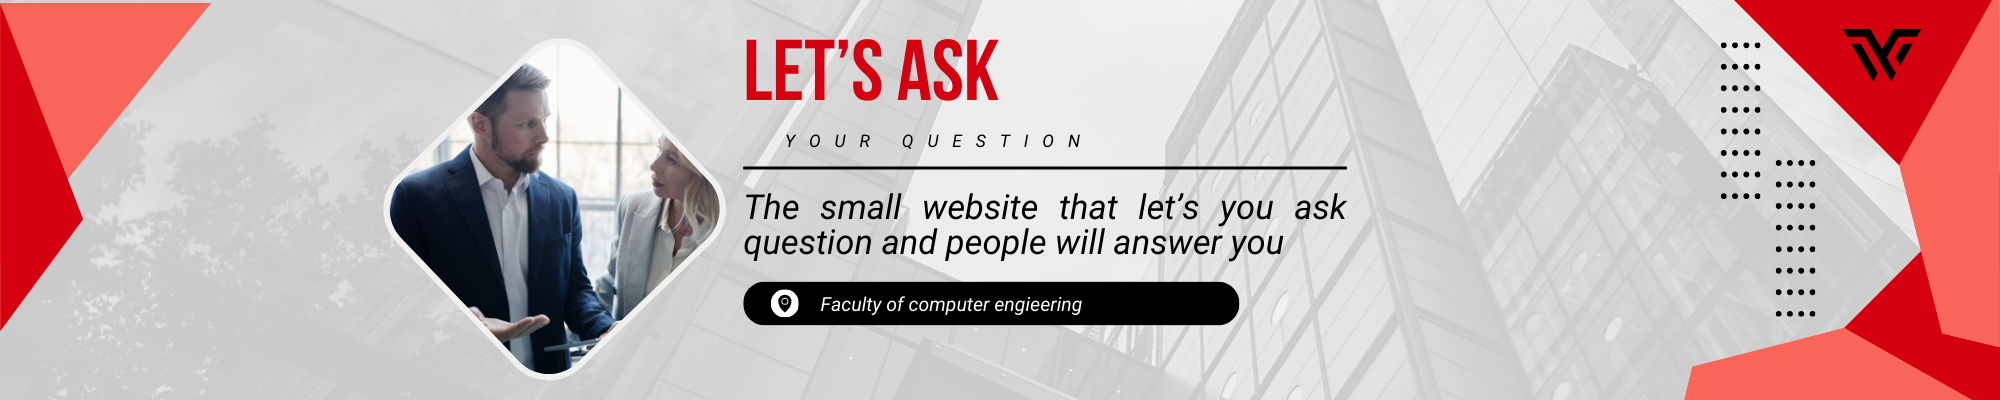 LET'S ASK
YOUR QUESTION
The small website that let's you ask
question and people will answer you
Faculty of computer engieering